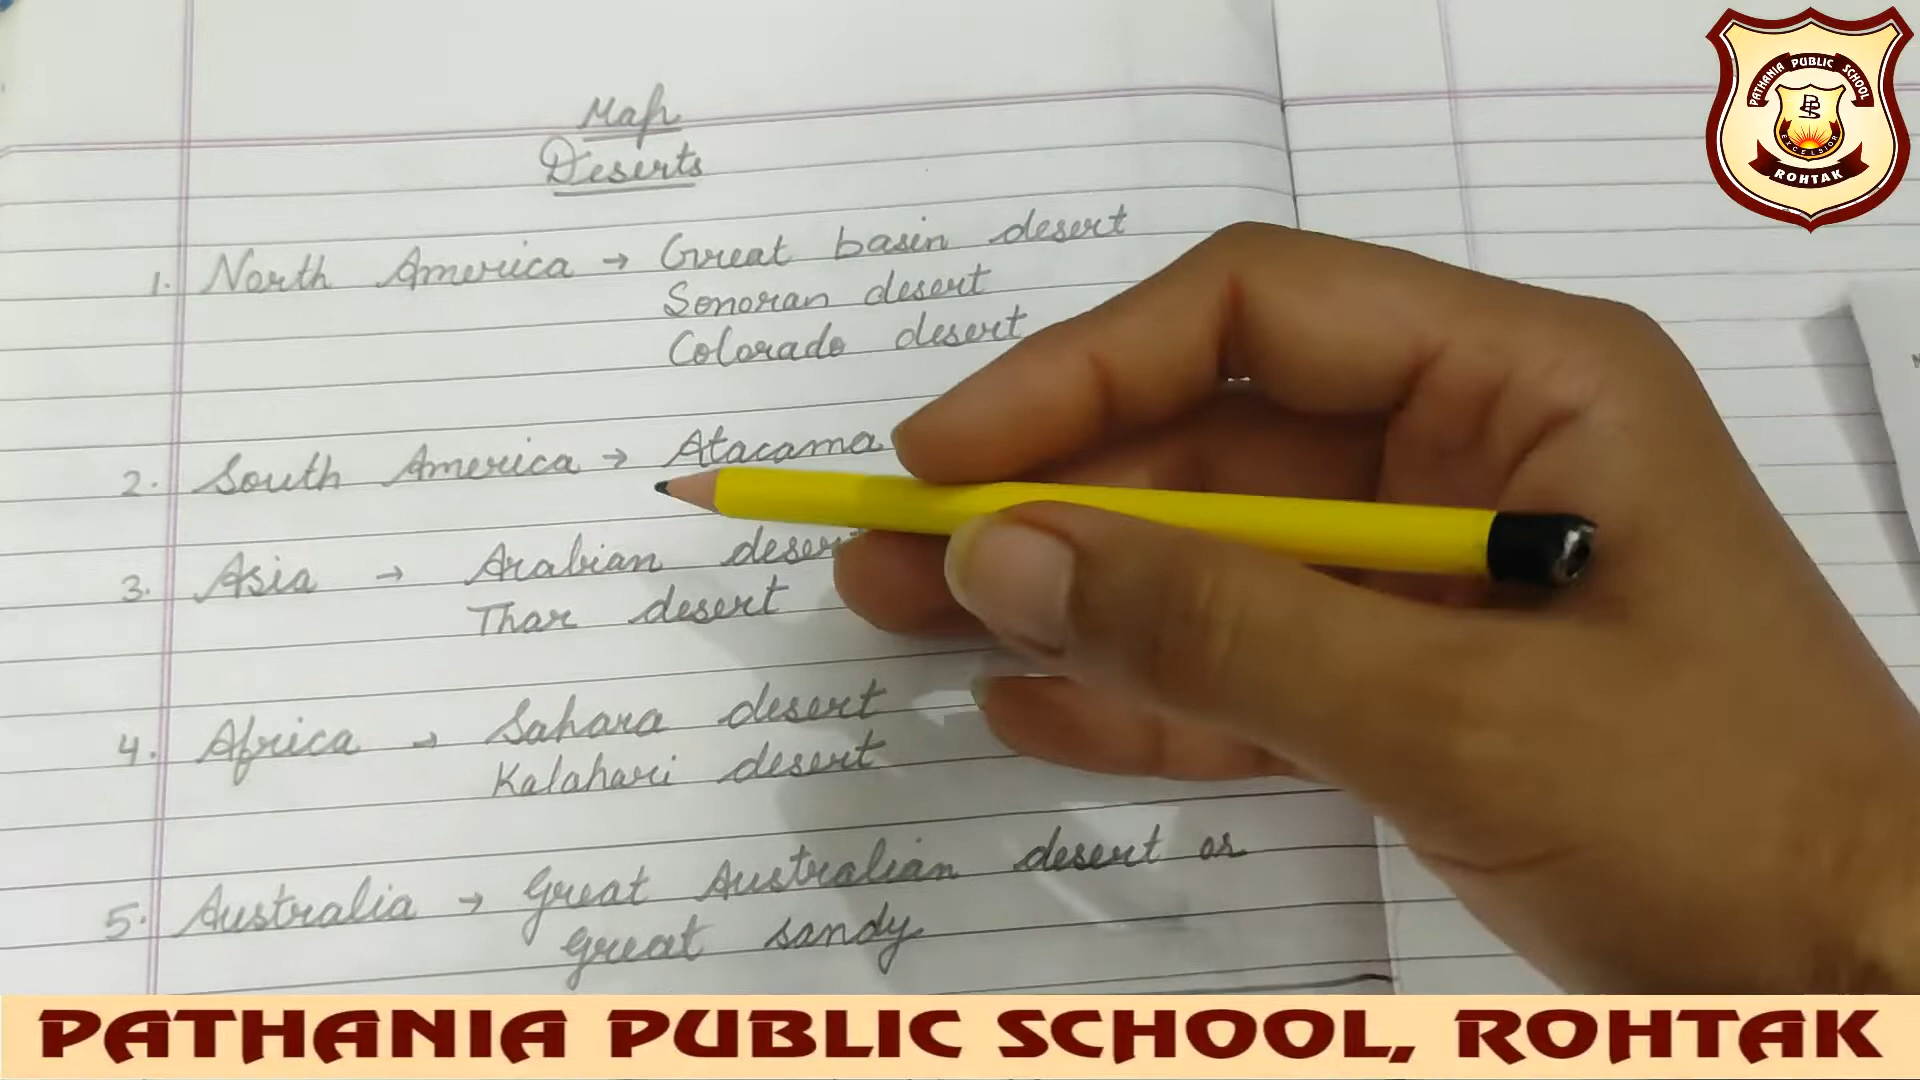 Map
Deserts
1. North America → Great basin desert
Sonoran desert
Colorado desert
2. South America → Atacama
3. Asia → Arabian desert
Thar desert
4. Africa → Sahara desert
Kalahari desert
5. Australia → Great Australian desert or
Great sandy
PATHANIA PUBLIC SCHOOL
EXCELSIOR
ROHTAK
PATHANIA PUBLIC SCHOOL, ROHTAK